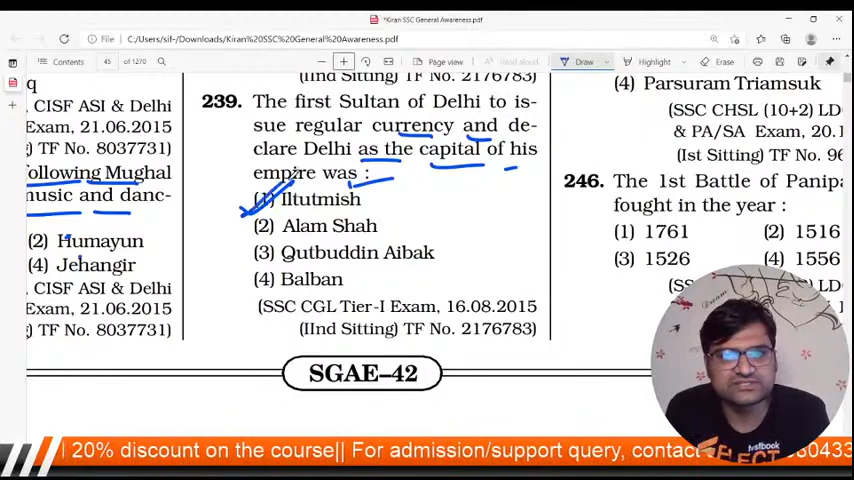 *Kiran SSC General Awareness.pdf
File
C:/Users/sif-/Downloads/Kiran%20SSC%20General%20Awareness.pdf
Contents
45
of 1270
Page view
Read aloud
Draw
Highlight
Erase
q
, CISF ASI & Delhi
Exam, 21.06.2015
) TF No. 8037731)
following Mughal
music and danc-
(2) Humayun
(4) Jehangir
, CISF ASI & Delhi
Exam, 21.06.2015
) TF No. 8037731)
(IInd Sitting) TF No. 2176783)
239. The first Sultan of Delhi to is-
sue regular currency and de-
clare Delhi as the capital of his
empire was :
(1) Iltutmish
(2) Alam Shah
(3) Qutbuddin Aibak
(4) Balban
(SSC CGL Tier-I Exam, 16.08.2015
(IInd Sitting) TF No. 2176783)
(4) Parsuram Triamsuk
(SSC CHSL (10+2) LD
& PA/SA Exam, 20.1
(Ist Sitting) TF No. 96
246. The 1st Battle of Panipa
fought in the year :
(1) 1761 (2) 1516
(3) 1526 (4) 1556
SGAE–42
20% discount on the course|| For admission/support query, contact
0433